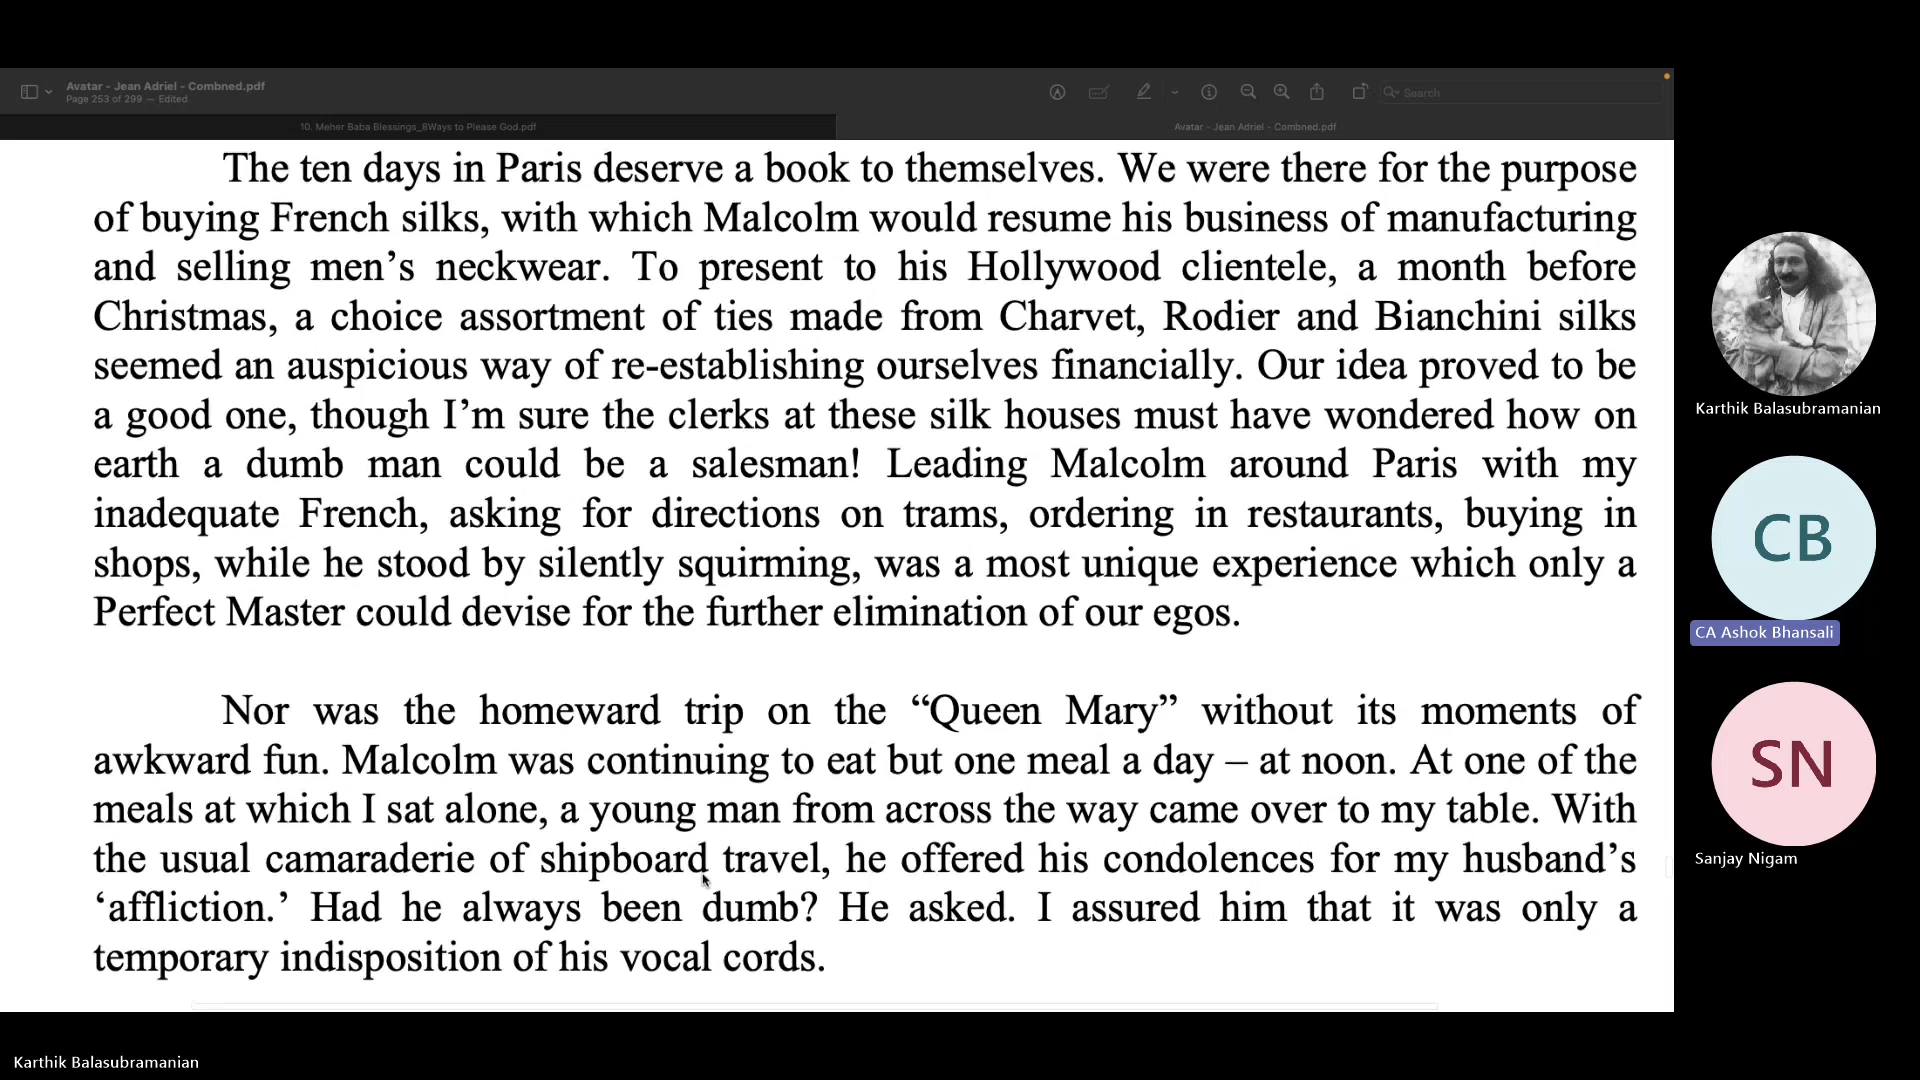 Avatar - Jean Adriel - Combned.pdf
Page 253 of 299 — Edited
Search
10. Meher Baba Blessings_8Ways to Please God.pdf
Avatar - Jean Adriel - Combned.pdf
The ten days in Paris deserve a book to themselves. We were there for the purpose
of buying French silks, with which Malcolm would resume his business of manufacturing
and selling men’s neckwear. To present to his Hollywood clientele, a month before
Christmas, a choice assortment of ties made from Charvet, Rodier and Bianchini silks
seemed an auspicious way of re-establishing ourselves financially. Our idea proved to be
a good one, though I’m sure the clerks at these silk houses must have wondered how on
earth a dumb man could be a salesman! Leading Malcolm around Paris with my
inadequate French, asking for directions on trams, ordering in restaurants, buying in
shops, while he stood by silently squirming, was a most unique experience which only a
Perfect Master could devise for the further elimination of our egos.
Nor was the homeward trip on the “Queen Mary” without its moments of
awkward fun. Malcolm was continuing to eat but one meal a day – at noon. At one of the
meals at which I sat alone, a young man from across the way came over to my table. With
the usual camaraderie of shipboard travel, he offered his condolences for my husband’s
‘affliction.’ Had he always been dumb? He asked. I assured him that it was only a
temporary indisposition of his vocal cords.
Karthik Balasubramanian
CB
CA Ashok Bhansali
SN
Sanjay Nigam
Karthik Balasubramanian